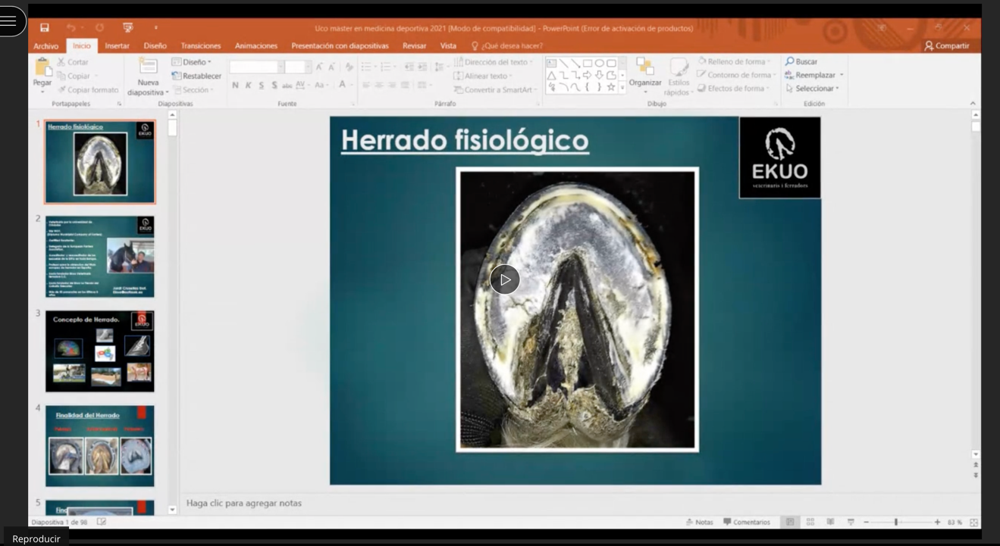 Uco master en medicina deportiva 2021 [Modo de compatibilidad] - PowerPoint (Error de activación de productos)
Archivo Inicio Insertar Diseño Transiciones Animaciones Presentación con diapositivas Revisar Vista ¿Qué desea hacer? Compartir
Pegar
Cortar
Copiar
Copiar formato
Portapapeles
Nueva diapositiva
Diseño
Restablecer
Sección
Diapositivas
N K S S abc AV Aa A
Fuente
Dirección del texto
Alinear texto
Convertir a SmartArt
Párrafo
Organizar
Estilos rápidos
Relleno de forma
Contorno de forma
Efectos de forma
Dibujo
Buscar
Reemplazar
Seleccionar
Edición
1
Herrado fisiológico
EKUO
2
EKUO
3
Concepto de Herrado.
EKUO
4
Finalidad del Herrado
5
Herrado fisiológico
EKUO
veterinaris i ferradors
Haga clic para agregar notas
Diapositiva 1 de 98
Notas Comentarios 83 %
Reproducir